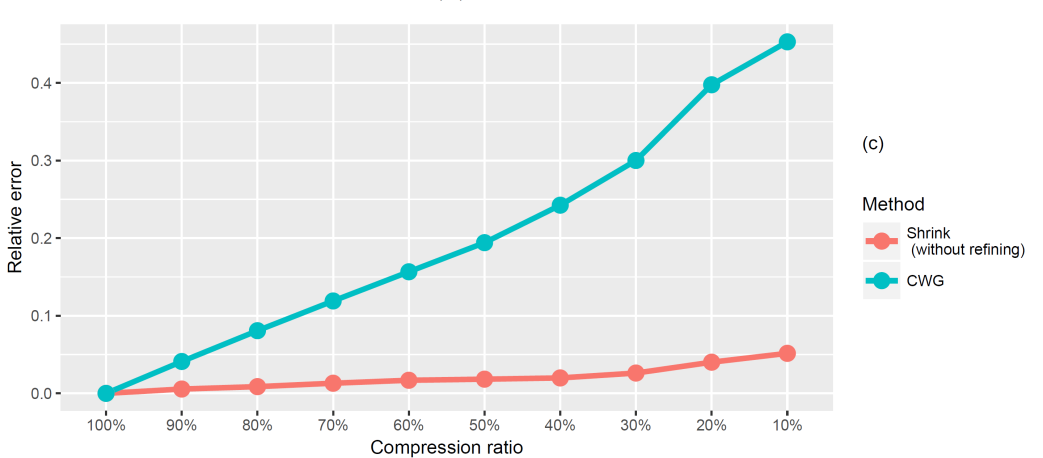 0.4
0.3
0.2
0.1
0.0
Relative error
100% 90% 80% 70% 60% 50% 40% 30% 20% 10%
Compression ratio
(c)
Method
Shrink
(without refining)
CWG